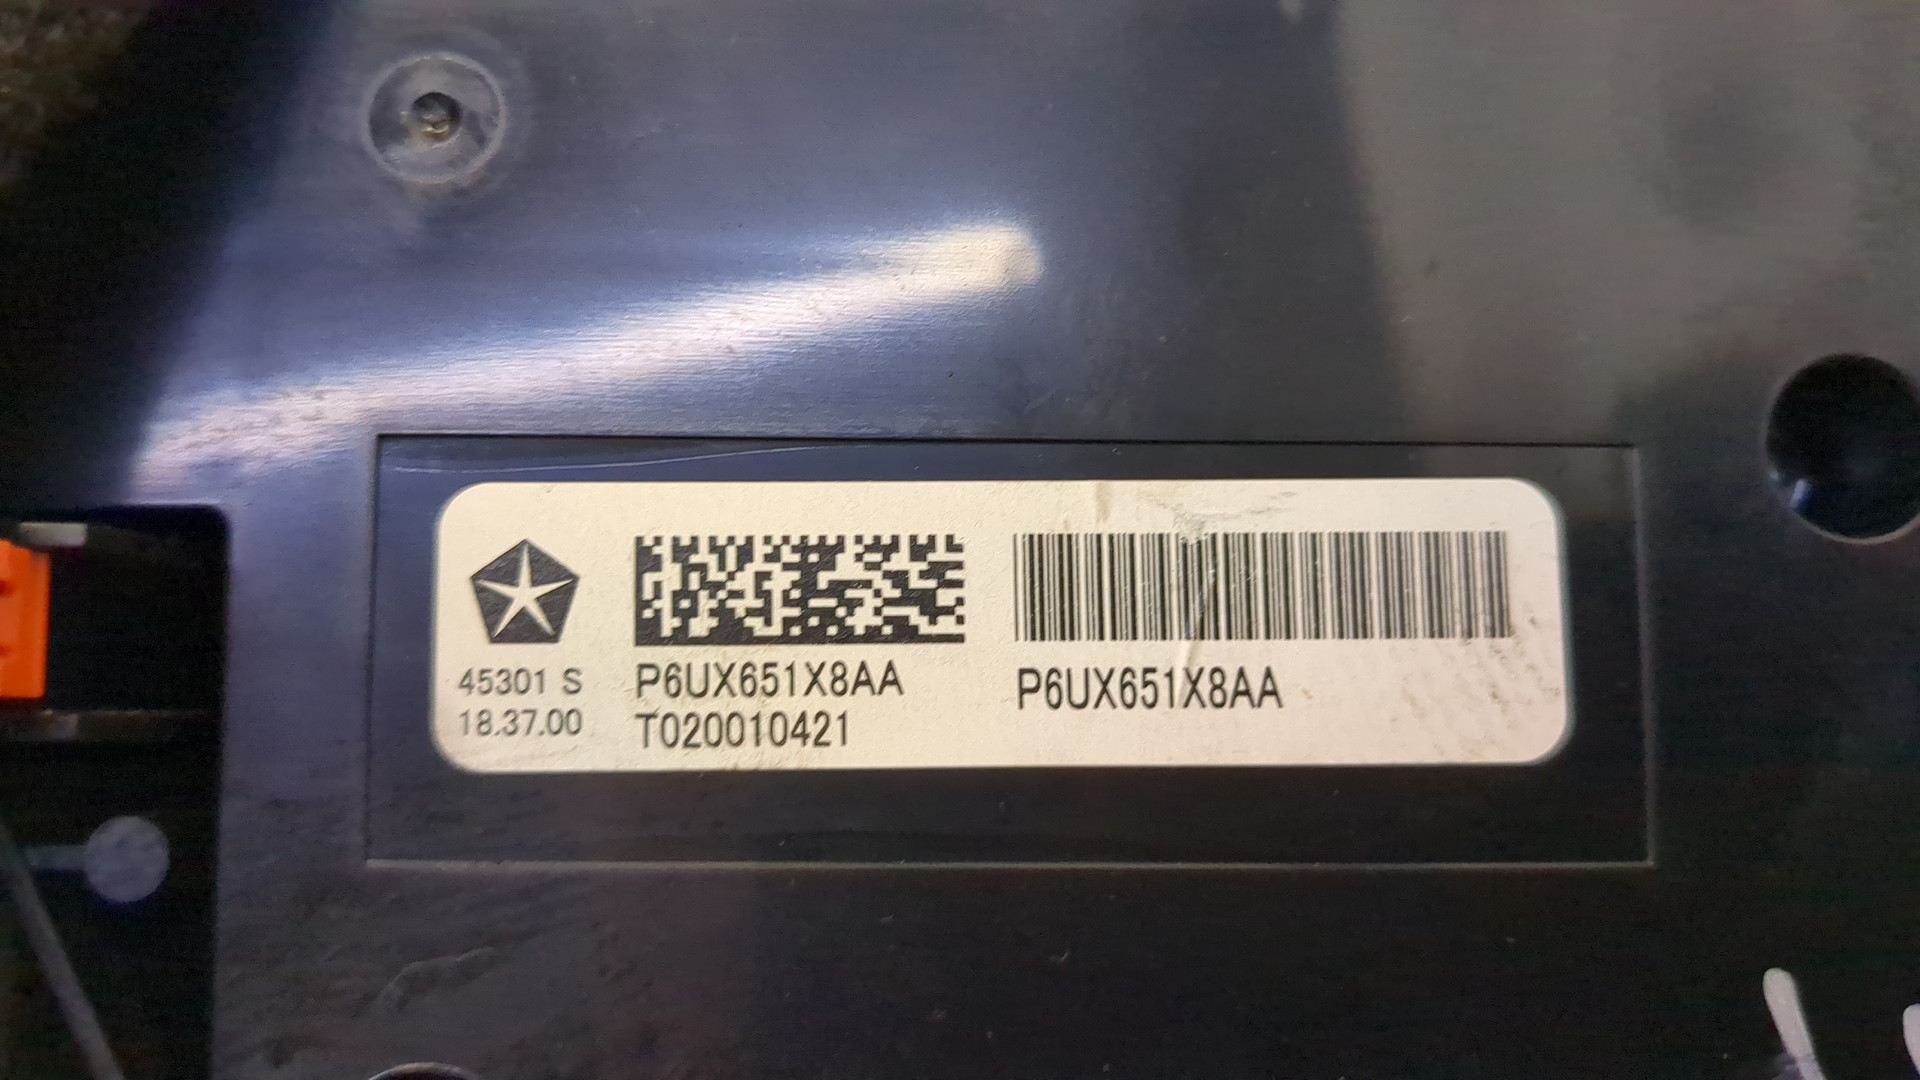 45301 S
18.37.00
P6UX651X8AA
T020010421
P6UX651X8AA